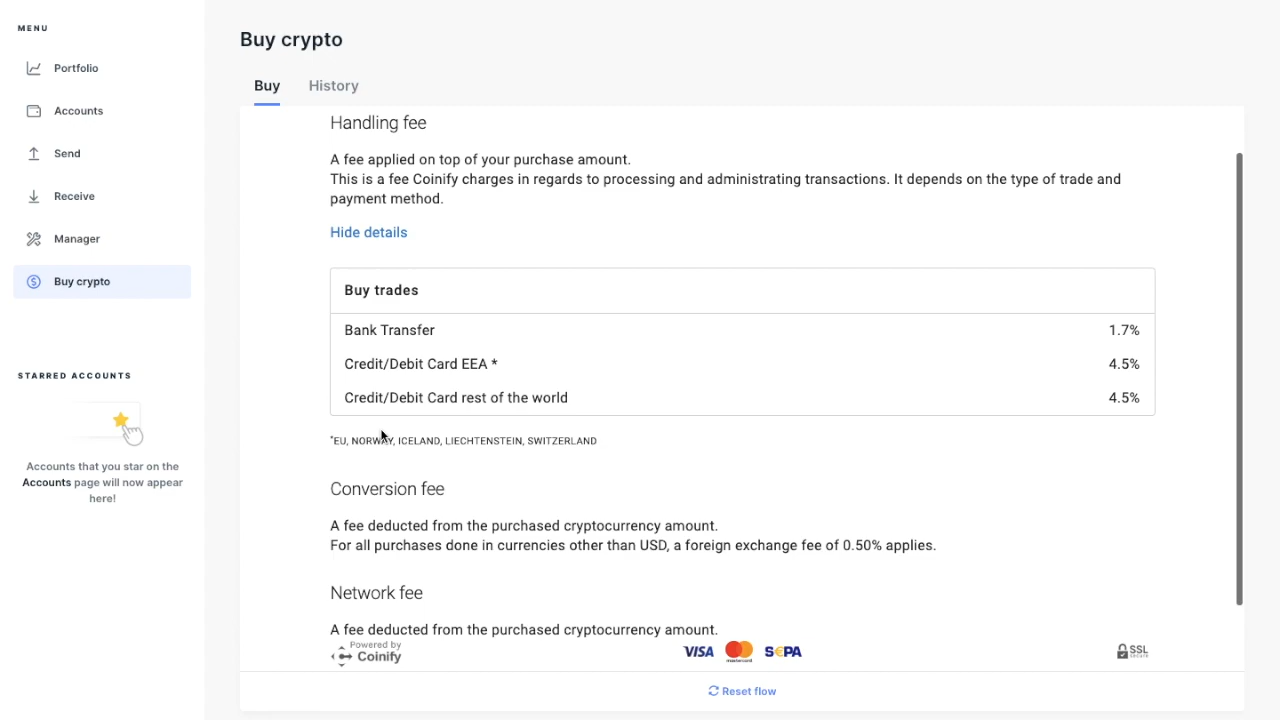 MENU
Portfolio
Accounts
Send
Receive
Manager
Buy crypto
STARRED ACCOUNTS
Accounts that you star on the
Accounts page will now appear
here!
Buy crypto
Buy
History
Handling fee
A fee applied on top of your purchase amount.
This is a fee Coinify charges in regards to processing and administrating transactions. It depends on the type of trade and
payment method.
Hide details
Buy trades
Bank Transfer 1.7%
Credit/Debit Card EEA * 4.5%
Credit/Debit Card rest of the world 4.5%
*EU, NORWAY, ICELAND, LIECHTENSTEIN, SWITZERLAND
Conversion fee
A fee deducted from the purchased cryptocurrency amount.
For all purchases done in currencies other than USD, a foreign exchange fee of 0.50% applies.
Network fee
A fee deducted from the purchased cryptocurrency amount.
Powered by
Coinify
VISA
mastercard
S€PA
SSL
SECURE
Reset flow